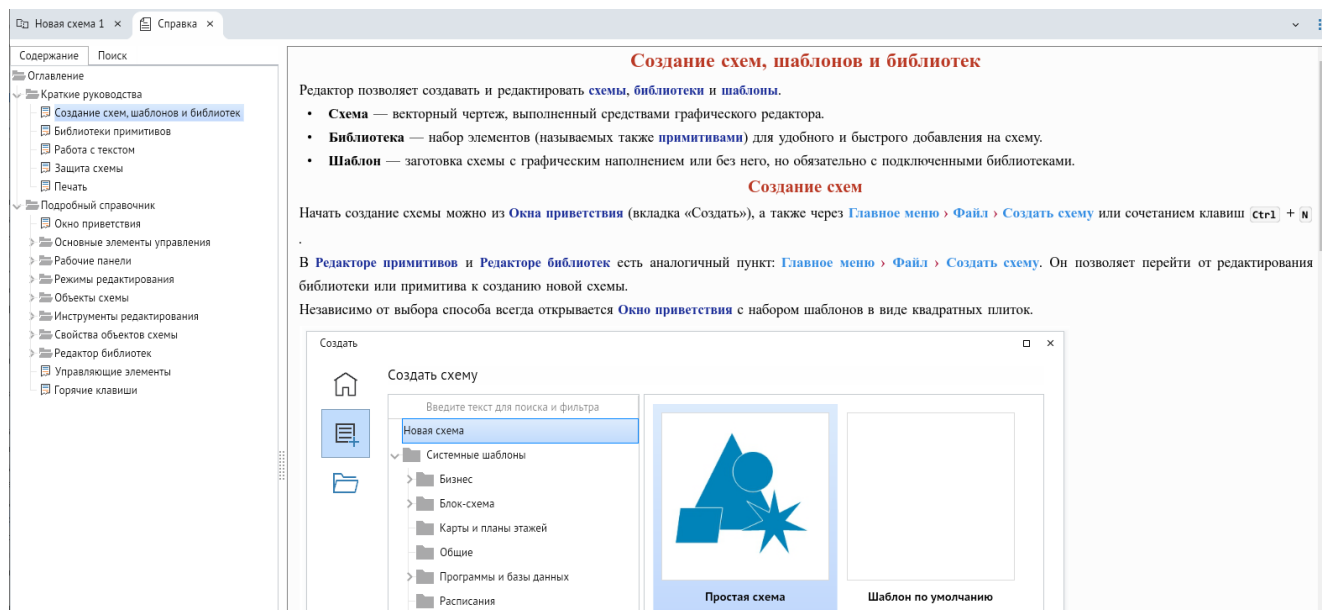 Новая схема 1
Справка
Содержание Поиск
Оглавление
Краткие руководства
Создание схем, шаблонов и библиотек
Библиотеки примитивов
Работа с текстом
Защита схемы
Печать
Подробный справочник
Окно приветствия
Основные элементы управления
Рабочие панели
Режимы редактирования
Объекты схемы
Инструменты редактирования
Свойства объектов схемы
Редактор библиотек
Управляющие элементы
Горячие клавиши
Создание схем, шаблонов и библиотек
Редактор позволяет создавать и редактировать схемы, библиотеки и шаблоны.
• Схема — векторный чертеж, выполненный средствами графического редактора.
• Библиотека — набор элементов (называемых также примитивами) для удобного и быстрого добавления на схему.
• Шаблон — заготовка схемы с графическим наполнением или без него, но обязательно с подключенными библиотеками.
Создание схем
Начать создание схемы можно из Окна приветствия (вкладка «Создать»), а также через Главное меню › Файл › Создать схему или сочетанием клавиш Ctrl + N
.
В Редакторе примитивов и Редакторе библиотек есть аналогичный пункт: Главное меню › Файл › Создать схему. Он позволяет перейти от редактирования
библиотеки или примитива к созданию новой схемы.
Независимо от выбора способа всегда открывается Окно приветствия с набором шаблонов в виде квадратных плиток.
Создать
Создать схему
Введите текст для поиска и фильтра
Новая схема
Системные шаблоны
Бизнес
Блок-схема
Карты и планы этажей
Общие
Программы и базы данных
Расписания
Простая схема
Шаблон по умолчанию